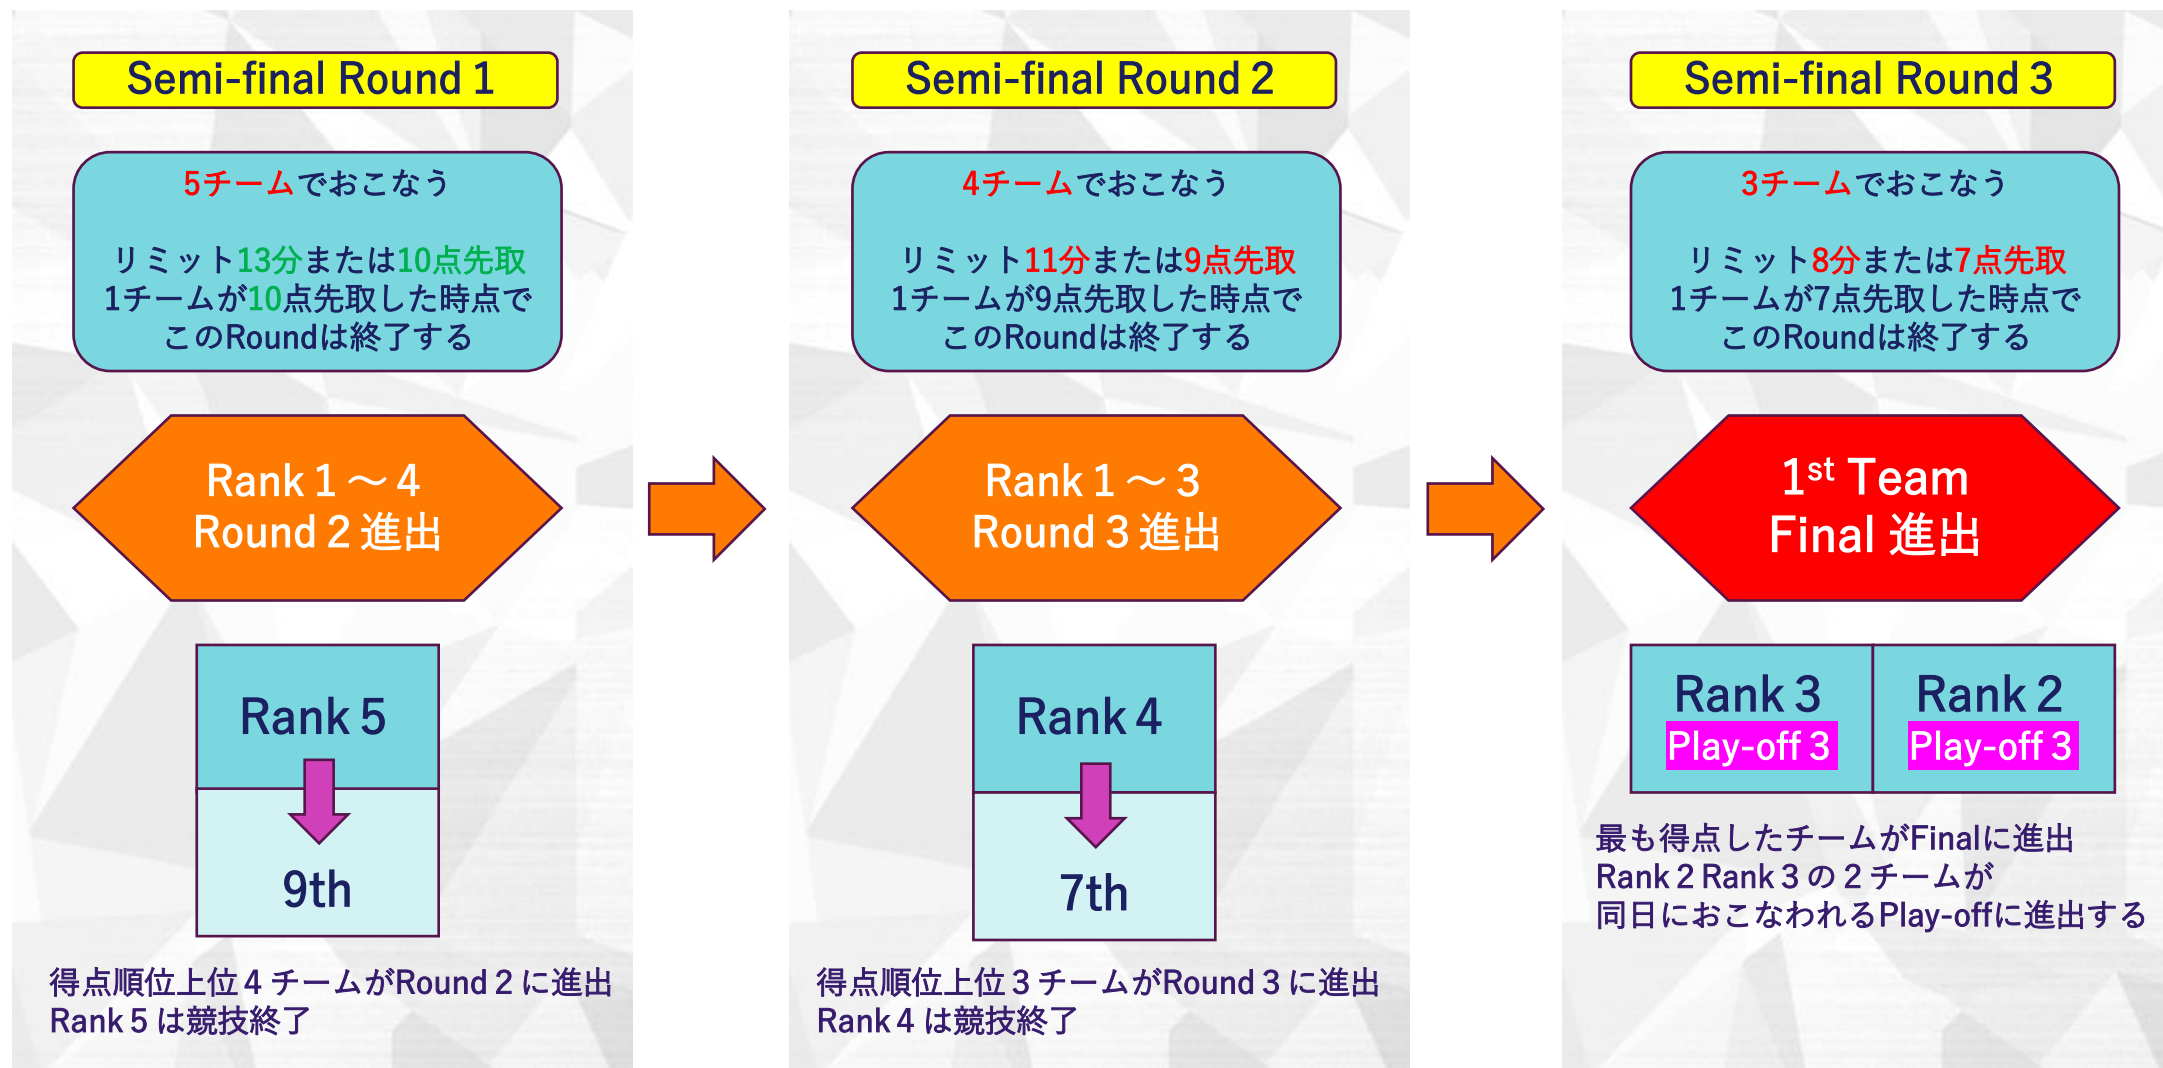 Semi-final Round 1
5チームでおこなう
リミット13分または10点先取
1チームが10点先取した時点で
このRoundは終了する
Rank 1 ～ 4
Round 2 進出
Rank 5
9th
得点順位上位 4 チームがRound 2 に進出
Rank 5 は競技終了
Semi-final Round 2
4チームでおこなう
リミット11分または9点先取
1チームが9点先取した時点で
このRoundは終了する
Rank 1 ～ 3
Round 3 進出
Rank 4
7th
得点順位上位 3 チームがRound 3 に進出
Rank 4 は競技終了
Semi-final Round 3
3チームでおこなう
リミット8分または7点先取
1チームが7点先取した時点で
このRoundは終了する
1st Team
Final 進出
Rank 3
Play-off 3
Rank 2
Play-off 3
最も得点したチームがFinalに進出
Rank 2 Rank 3 の 2 チームが
同日におこなわれるPlay-offに進出する